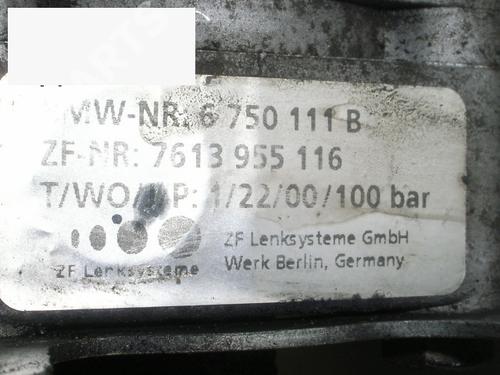 MW-NR: 6 750 111 B
ZF-NR: 7613 955 116
T/WO/ P: 1/22/00/100 bar
ZF Lenksysteme GmbH
ZF Lenksysteme
Werk Berlin, Germany